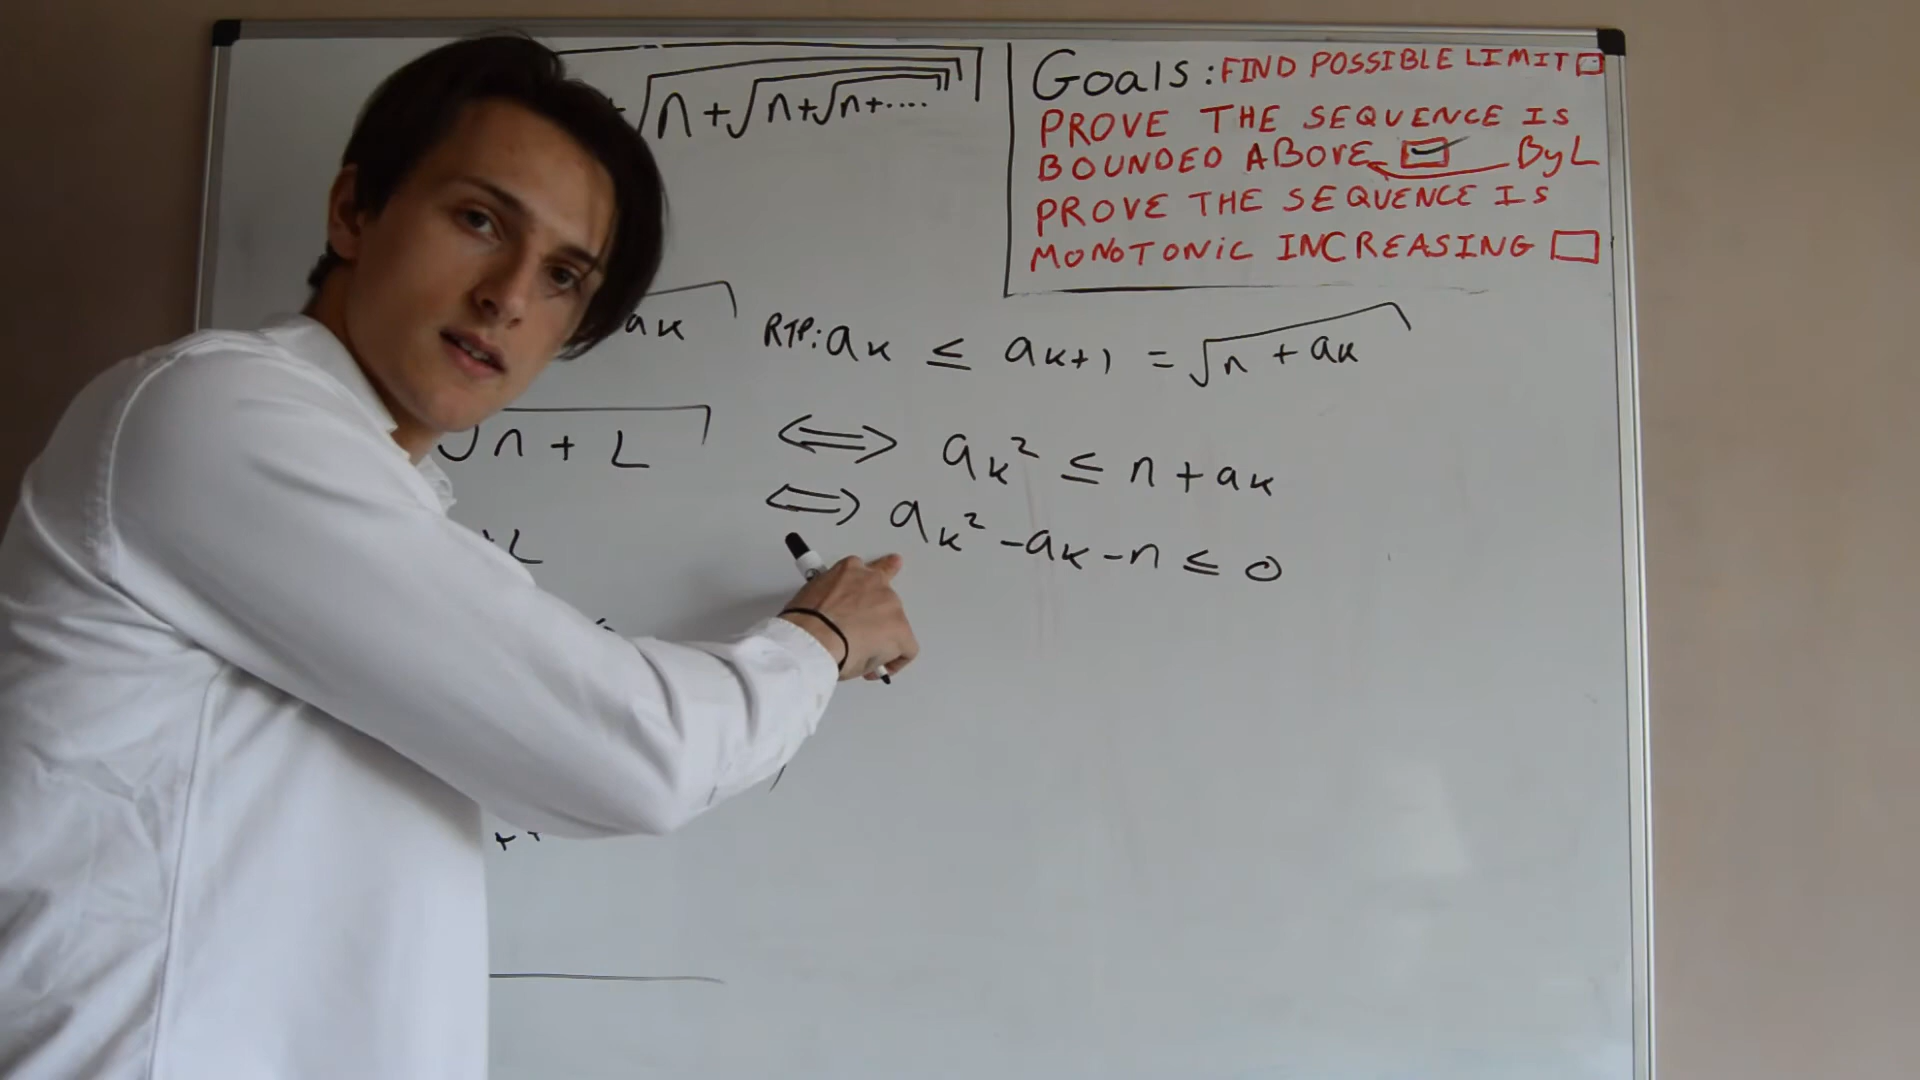 √n+√n+√n+....
Goals: FIND POSSIBLE LIMIT
PROVE THE SEQUENCE IS
BOUNDED ABOVE By L
PROVE THE SEQUENCE IS
MONOTONIC INCREASING
ak RTP: ak ≤ ak+1 = √n + ak
√n + L ⟺ ak² ≤ n + ak
+L ⟺ ak² - ak - n ≤ 0